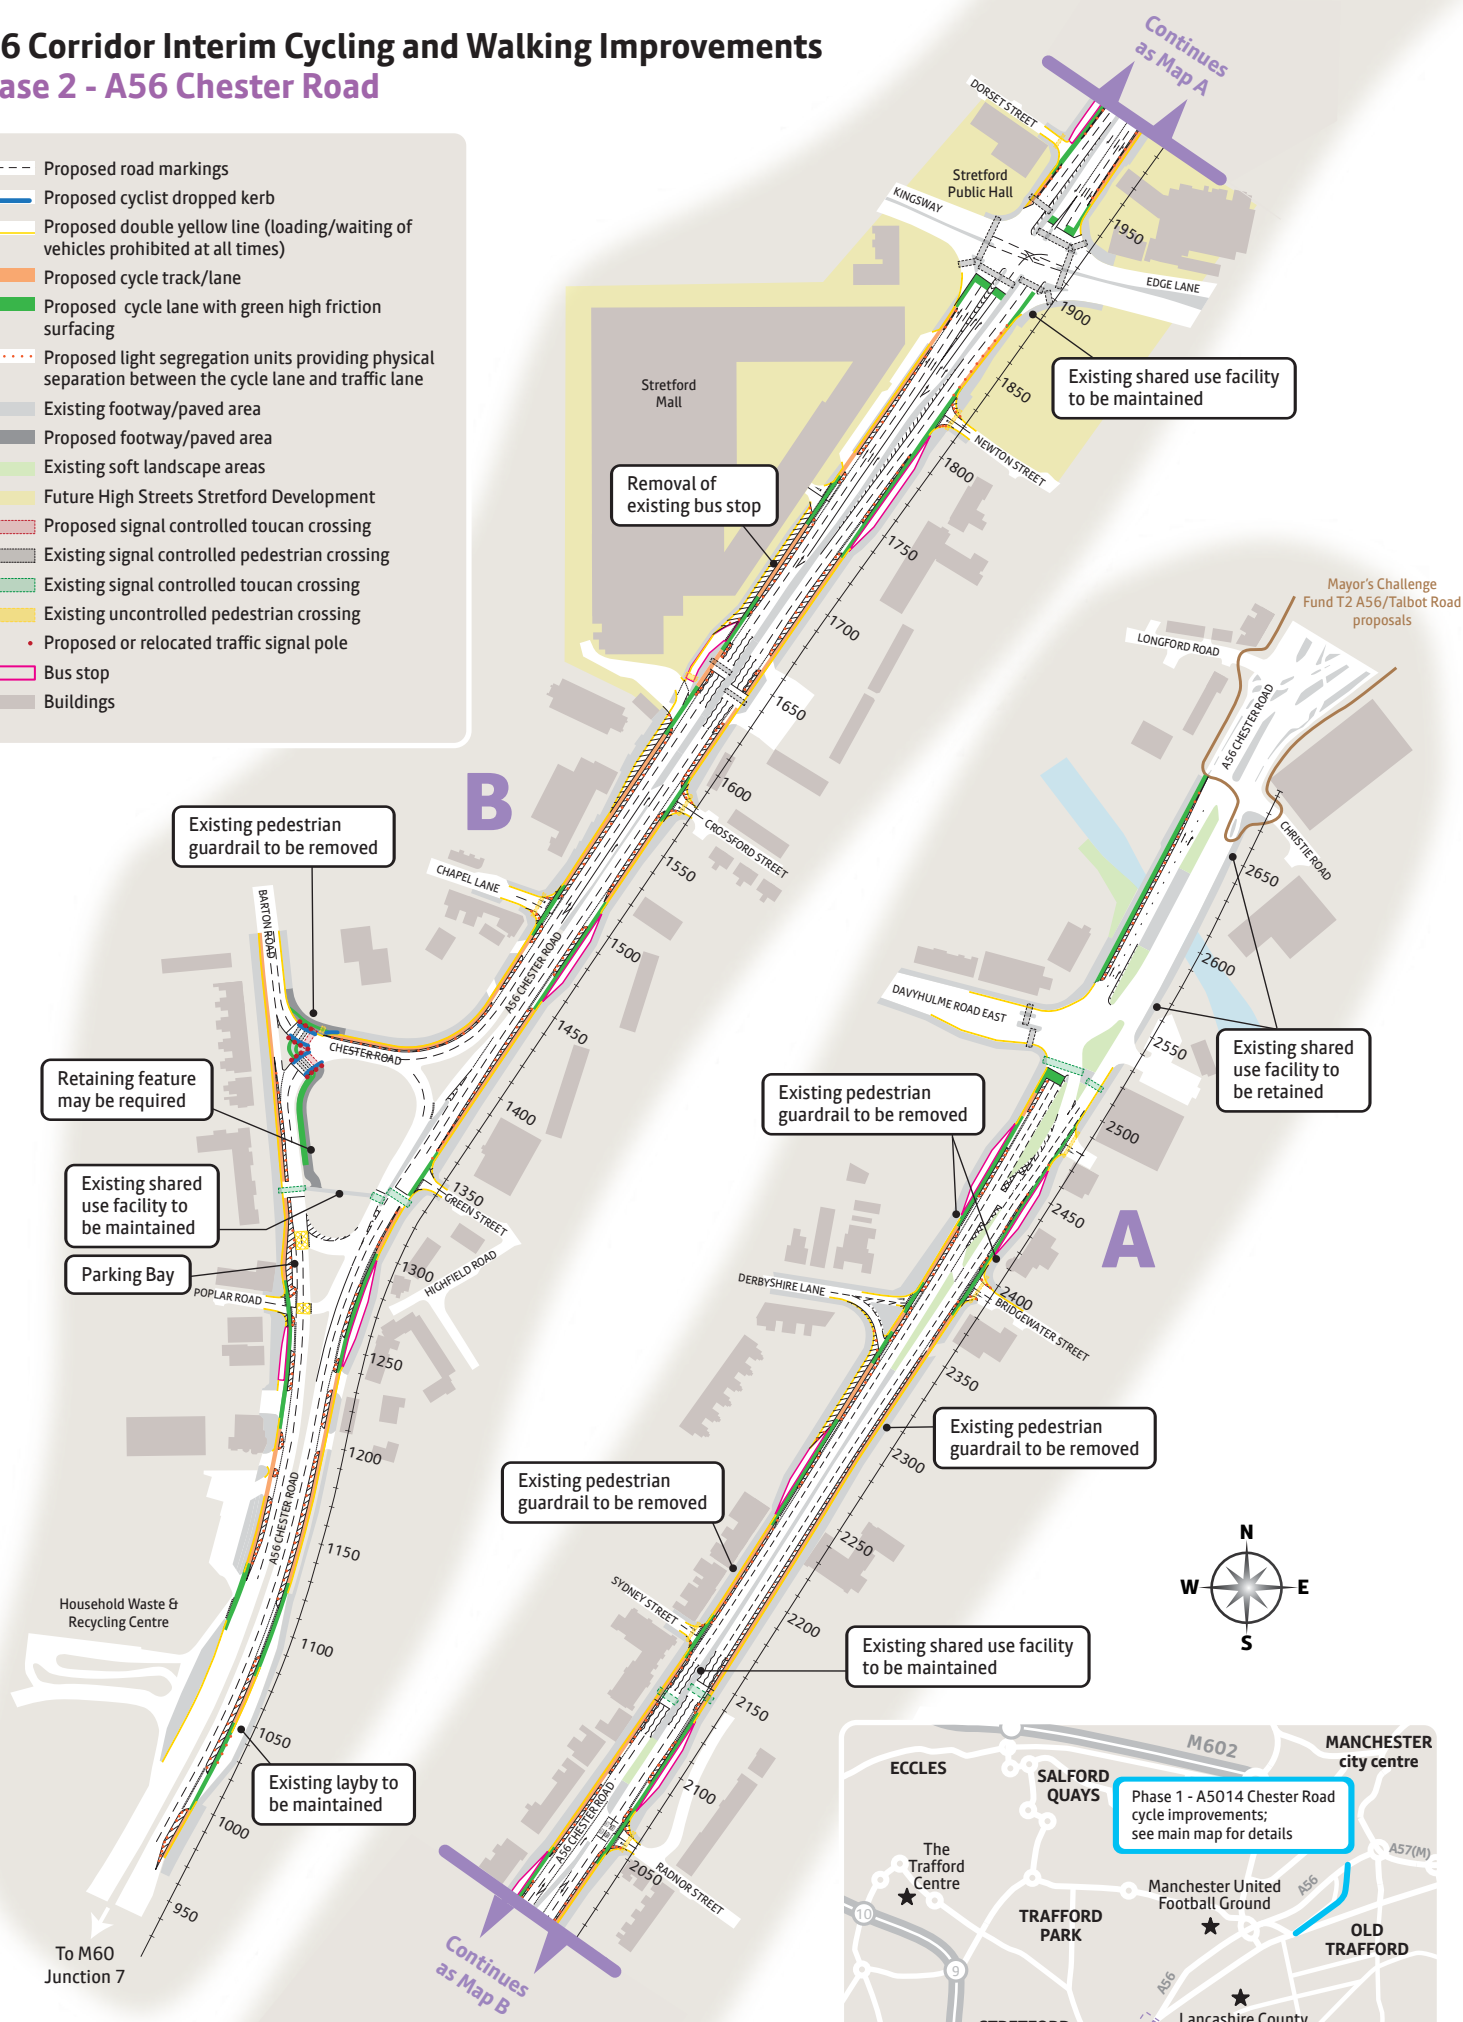 6 Corridor Interim Cycling and Walking Improvements
ase 2 - A56 Chester Road
Proposed road markings
Proposed cyclist dropped kerb
Proposed double yellow line (loading/waiting of
vehicles prohibited at all times)
Proposed cycle track/lane
Proposed cycle lane with green high friction
surfacing
Proposed light segregation units providing physical
separation between the cycle lane and traffic lane
Existing footway/paved area
Proposed footway/paved area
Existing soft landscape areas
Future High Streets Stretford Development
Proposed signal controlled toucan crossing
Existing signal controlled pedestrian crossing
Existing signal controlled toucan crossing
Existing uncontrolled pedestrian crossing
Proposed or relocated traffic signal pole
Bus stop
Buildings
Continues
as Map A
DORSET STREET
Stretford
Public Hall
KINGSWAY
1950
EDGE LANE
1900
Existing shared use facility
to be maintained
1850
Stretford
Mall
NEWTON STREET
1800
Removal of
existing bus stop
1750
1700
1650
1600
CROSSFORD STREET
1550
B
Existing pedestrian
guardrail to be removed
CHAPEL LANE
BARTON ROAD
A56 CHESTER ROAD
1500
1450
CHESTER ROAD
Retaining feature
may be required
1400
Existing shared
use facility to
be maintained
1350
GREEN STREET
HIGHFIELD ROAD
1300
Parking Bay
POPLAR ROAD
1250
1200
A56 CHESTER ROAD
1150
Household Waste &
Recycling Centre
1100
1050
Existing layby to
be maintained
1000
950
To M60
Junction 7
Mayor's Challenge
Fund T2 A56/Talbot Road
proposals
LONGFORD ROAD
A56 CHESTER ROAD
CHRISTIE ROAD
2650
2600
DAVYHULME ROAD EAST
2550
Existing shared
use facility to
be retained
Existing pedestrian
guardrail to be removed
2500
2450
A
DERBYSHIRE LANE
2400
BRIDGEWATER STREET
2350
Existing pedestrian
guardrail to be removed
2300
Existing pedestrian
guardrail to be removed
2250
SYDNEY STREET
2200
Existing shared use facility
to be maintained
2150
2100
A56 CHESTER ROAD
2050
RADNOR STREET
Continues
as Map B
N
W
E
S
M602
MANCHESTER
city centre
ECCLES
SALFORD
QUAYS
Phase 1 - A5014 Chester Road
cycle improvements;
see main map for details
A57(M)
The
Trafford
Centre
Manchester United
Football Ground
A56
10
TRAFFORD
PARK
OLD
TRAFFORD
9
A56
Lancashire County